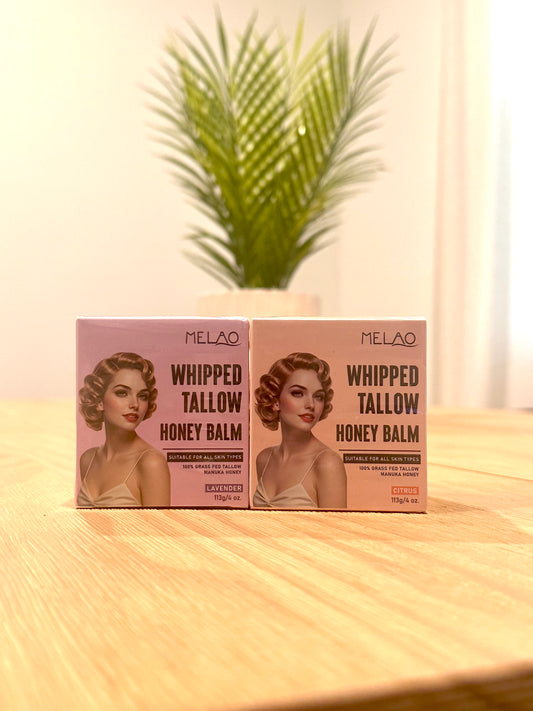 MELAO
WHIPPED
TALLOW
HONEY BALM
SUITABLE FOR ALL SKIN TYPES
100% GRASS FED TALLOW
MANUKA HONEY
LAVENDER
113g/4 oz.
MELAO
WHIPPED
TALLOW
HONEY BALM
SUITABLE FOR ALL SKIN TYPES
100% GRASS FED TALLOW
MANUKA HONEY
CITRUS
113g/4 oz.